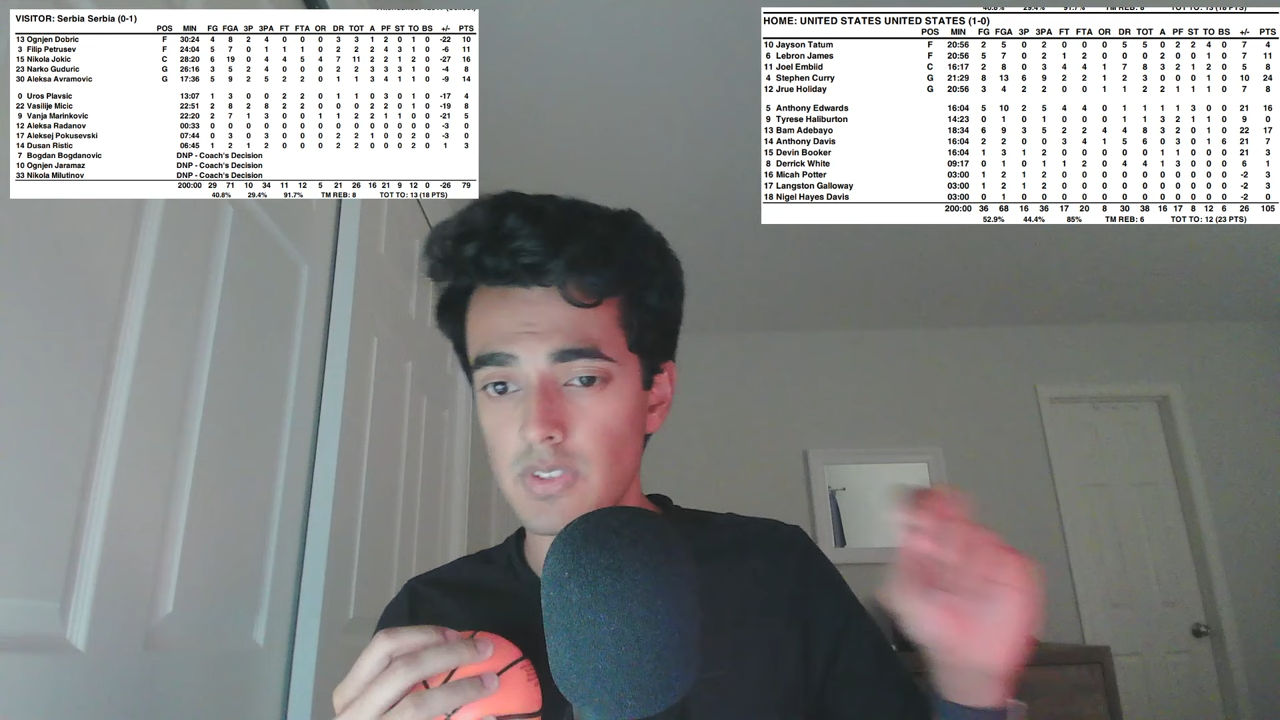 VISITOR: Serbia Serbia (0-1)
POS MIN FG FGA 3P 3PA FT FTA OR DR TOT A PF ST TO BS +/- PTS
13 Ognjen Dobric F 30:24 4 8 2 4 0 0 0 3 3 1 2 0 1 0 -22 10
3 Filip Petrusev F 24:04 5 7 0 1 1 1 0 2 2 2 4 3 1 0 -6 11
15 Nikola Jokic C 28:20 6 19 0 4 4 5 4 7 11 2 2 1 2 0 -27 16
23 Narko Guduric G 26:16 3 5 2 4 0 0 0 2 2 3 3 3 1 0 -4 8
30 Aleksa Avramovic G 17:36 5 9 2 5 2 2 0 1 1 3 4 1 1 0 -9 14
0 Uros Plavsic 13:07 1 3 0 0 2 2 0 1 1 0 3 0 1 0 -17 4
22 Vasilije Micic 22:51 2 8 2 8 2 2 0 0 0 2 0 1 2 0 -19 8
9 Vanja Marinkovic 22:20 2 7 1 3 0 0 1 1 2 2 1 1 0 -21 5
12 Aleksa Radanov 00:33 0 0 0 0 0 0 0 0 0 0 0 0 0 0 -3 0
17 Aleksej Pokusevski 07:44 0 3 0 3 0 0 0 2 2 1 0 0 1 0 -3 0
14 Dusan Ristic 06:45 1 2 1 2 0 0 0 2 2 0 2 0 2 0 1 3
7 Bogdan Bogdanovic DNP - Coach's Decision
10 Ognjen Jaramaz DNP - Coach's Decision
33 Nikola Milutinov DNP - Coach's Decision
200:00 29 71 10 34 11 12 5 21 26 16 21 9 12 0 -26 79
40.8% 29.4% 91.7% TM REB: 8 TOT TO: 13 (18 PTS)
40.8% 29.4% 91.7% TM REB: 8 TOT TO: 13 (18 PTS)
HOME: UNITED STATES UNITED STATES (1-0)
POS MIN FG FGA 3P 3PA FT FTA OR DR TOT A PF ST TO BS +/- PTS
10 Jayson Tatum F 20:56 2 5 0 2 0 0 0 5 5 0 2 2 4 0 7 4
6 Lebron James F 20:56 5 7 0 2 1 2 0 0 0 2 0 0 1 0 7 11
11 Joel Embiid C 16:17 2 8 0 3 4 4 1 7 8 3 2 1 2 0 5 8
4 Stephen Curry G 21:29 8 13 6 9 2 2 1 2 3 0 0 1 0 0 10 24
12 Jrue Holiday G 20:56 3 4 2 2 0 0 0 1 1 2 1 1 1 0 7 8
5 Anthony Edwards 16:04 5 10 2 5 4 4 0 1 1 1 1 3 0 0 21 16
9 Tyrese Haliburton 14:23 0 1 0 1 0 0 0 1 1 3 2 1 1 0 9 0
13 Bam Adebayo 18:34 6 9 3 5 2 2 4 4 8 3 2 0 1 0 22 17
14 Anthony Davis 16:04 2 2 0 0 3 4 1 5 6 0 3 0 1 6 21 7
15 Devin Booker 16:04 1 3 1 2 0 0 0 0 0 1 1 0 0 0 21 3
8 Derrick White 09:17 0 1 0 1 1 2 0 4 4 1 3 0 0 0 6 1
16 Micah Potter 03:00 1 2 1 2 0 0 0 0 0 0 0 0 0 0 -2 3
17 Langston Galloway 03:00 1 2 1 2 0 0 0 0 0 0 0 0 0 0 -2 3
18 Nigel Hayes Davis 03:00 0 1 0 0 0 0 0 0 0 0 0 0 0 0 -2 0
200:00 36 68 16 36 17 20 8 30 38 16 17 8 12 6 26 105
52.9% 44.4% 85% TM REB: 6 TOT TO: 12 (23 PTS)